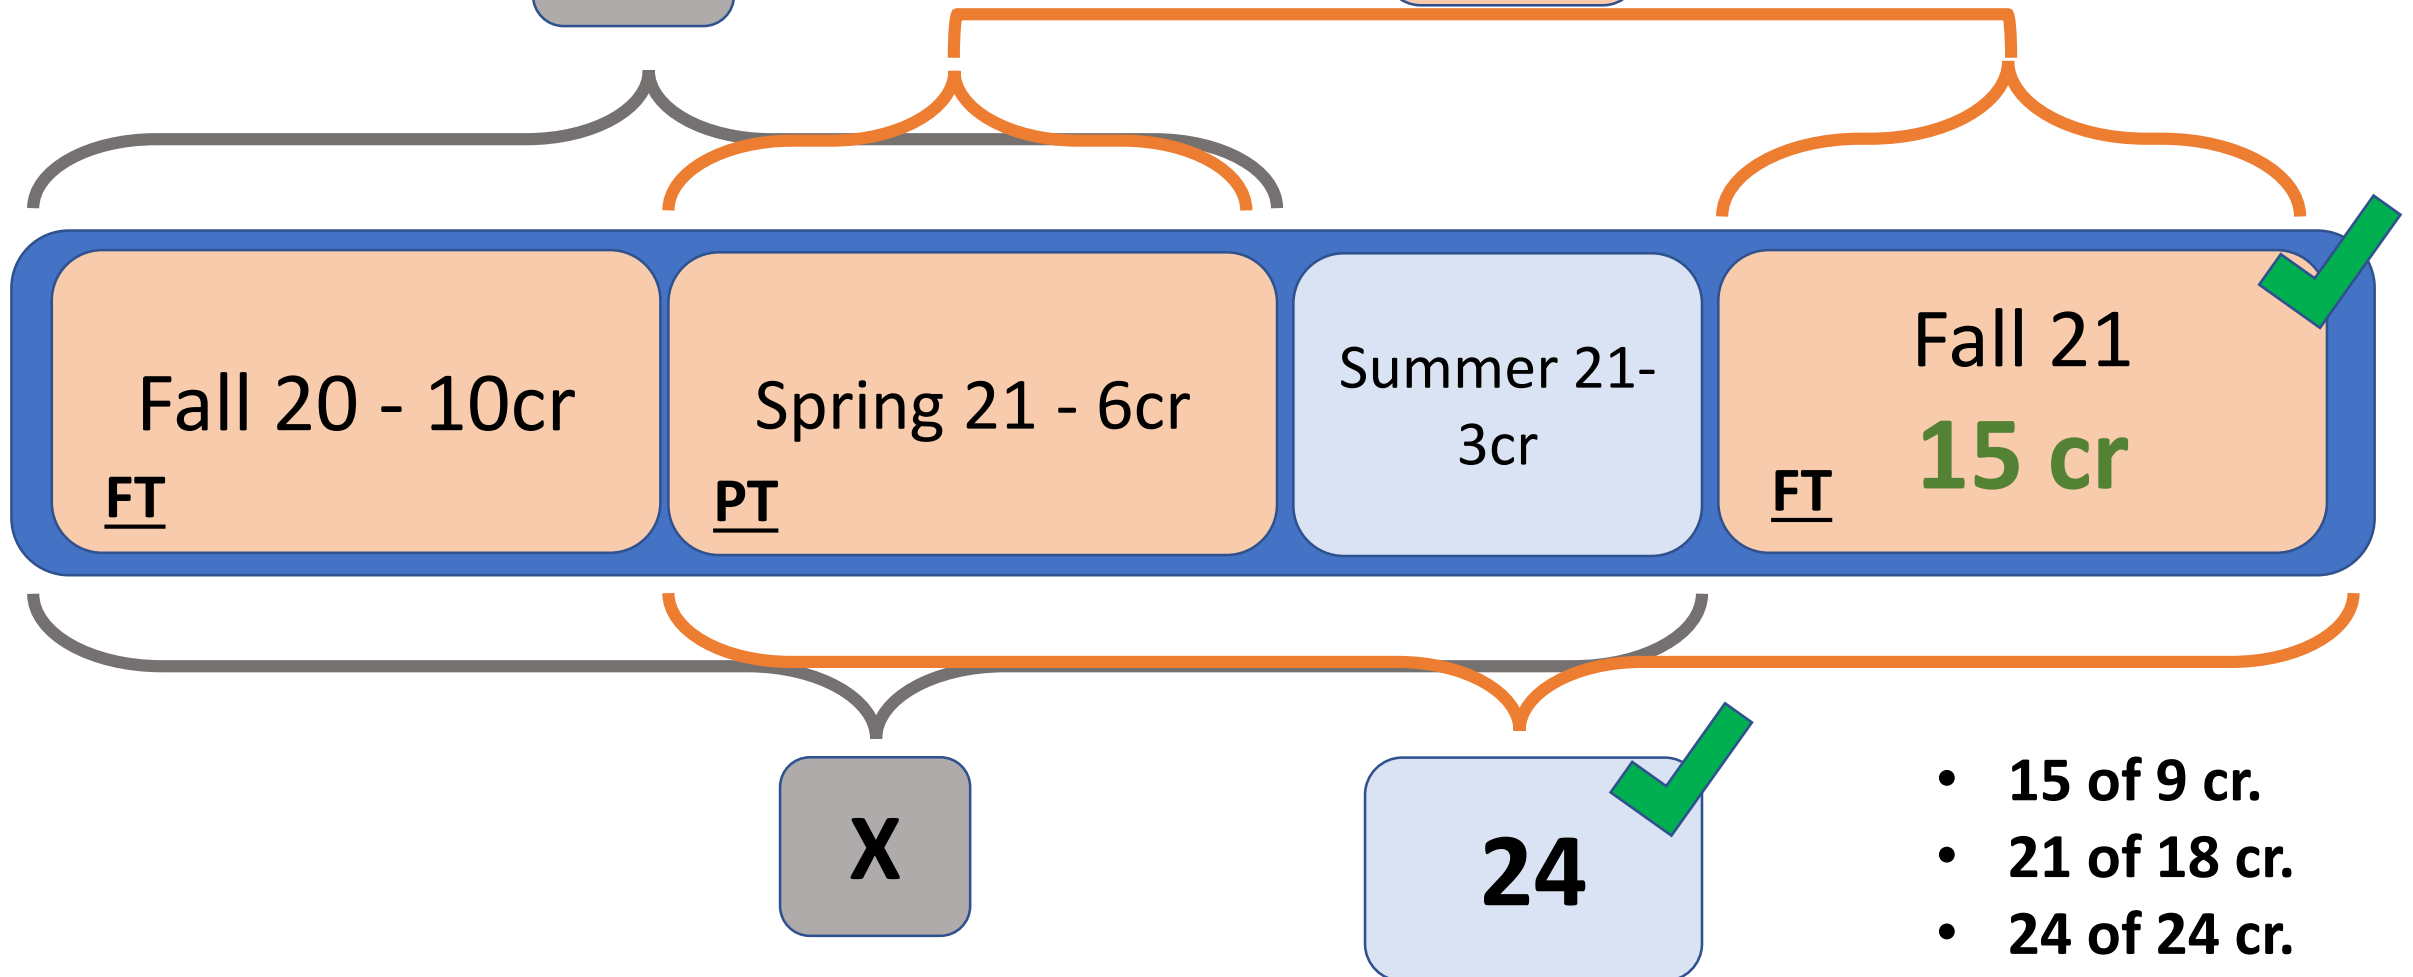 Fall 20 - 10cr
FT
Spring 21 - 6cr
PT
Summer 21-
3cr
Fall 21
15 cr
FT
X
24
• 15 of 9 cr.
• 21 of 18 cr.
• 24 of 24 cr.